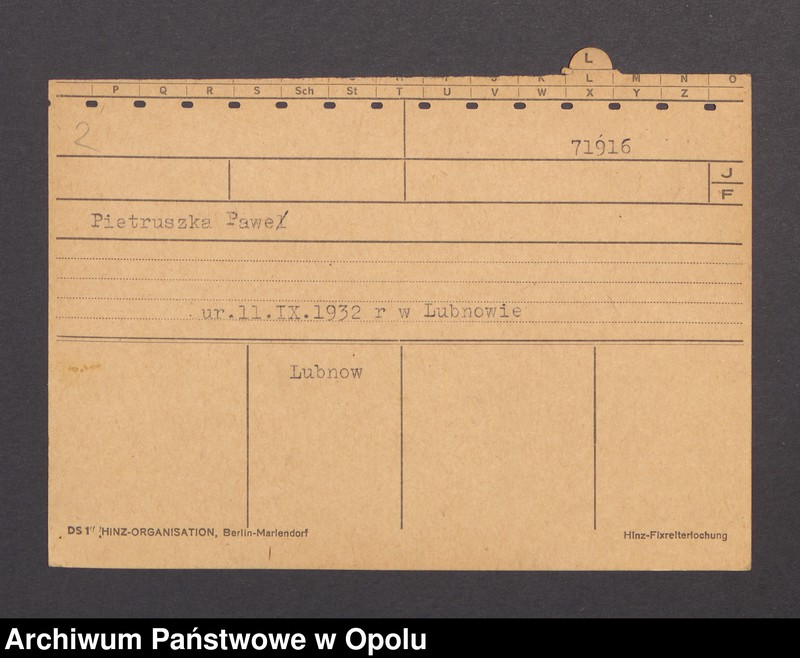 L
J K L M N O
P Q R S Sch St T U V W X Y Z
2
71916
J
F
Pietruszka Paweł
ur.11.IX.1932 r w Lubnowie
Lubnow
DS 1" HINZ-ORGANISATION, Berlin-Mariendorf
Hinz-Fixreiterlochung
Archiwum Państwowe w Opolu